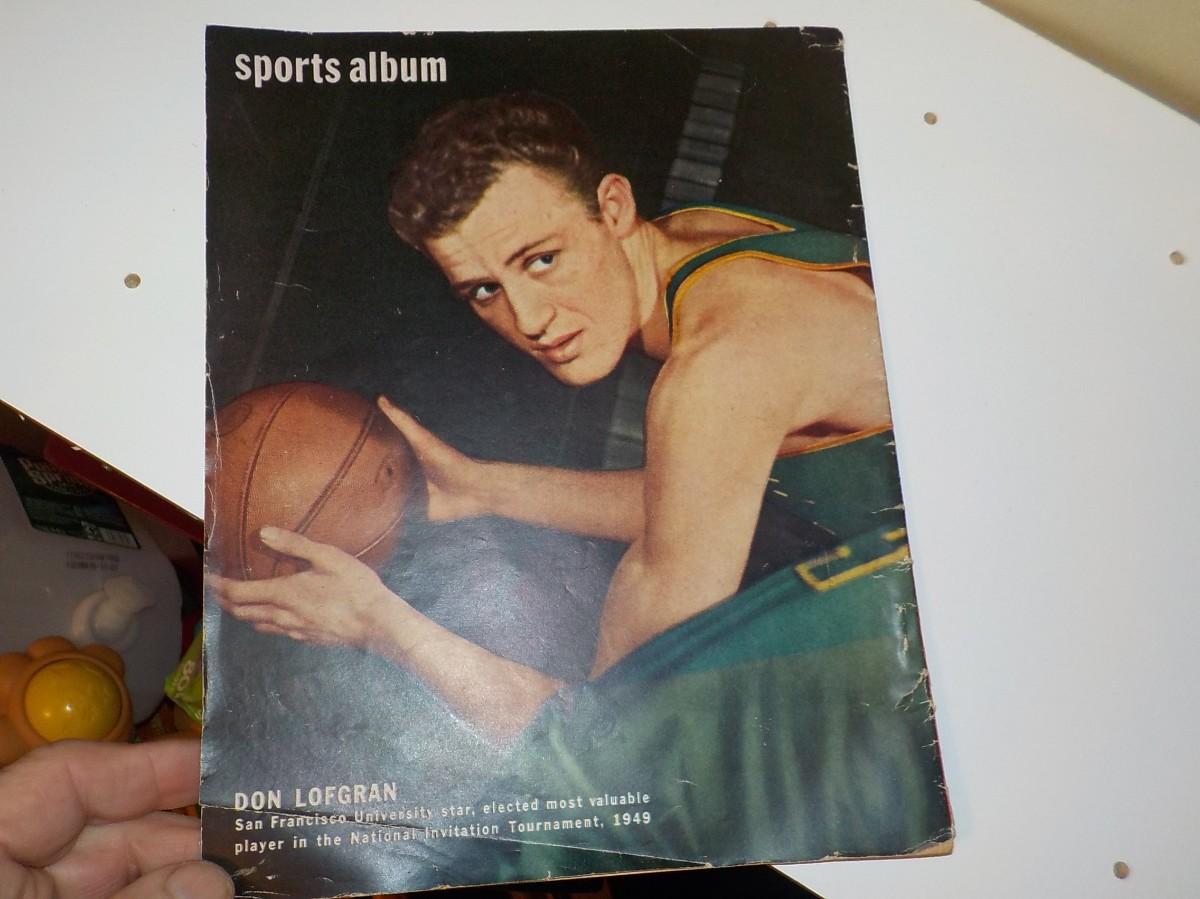 sports album
DON LOFGRAN
San Francisco University star, elected most valuable
player in the National Invitation Tournament, 1949